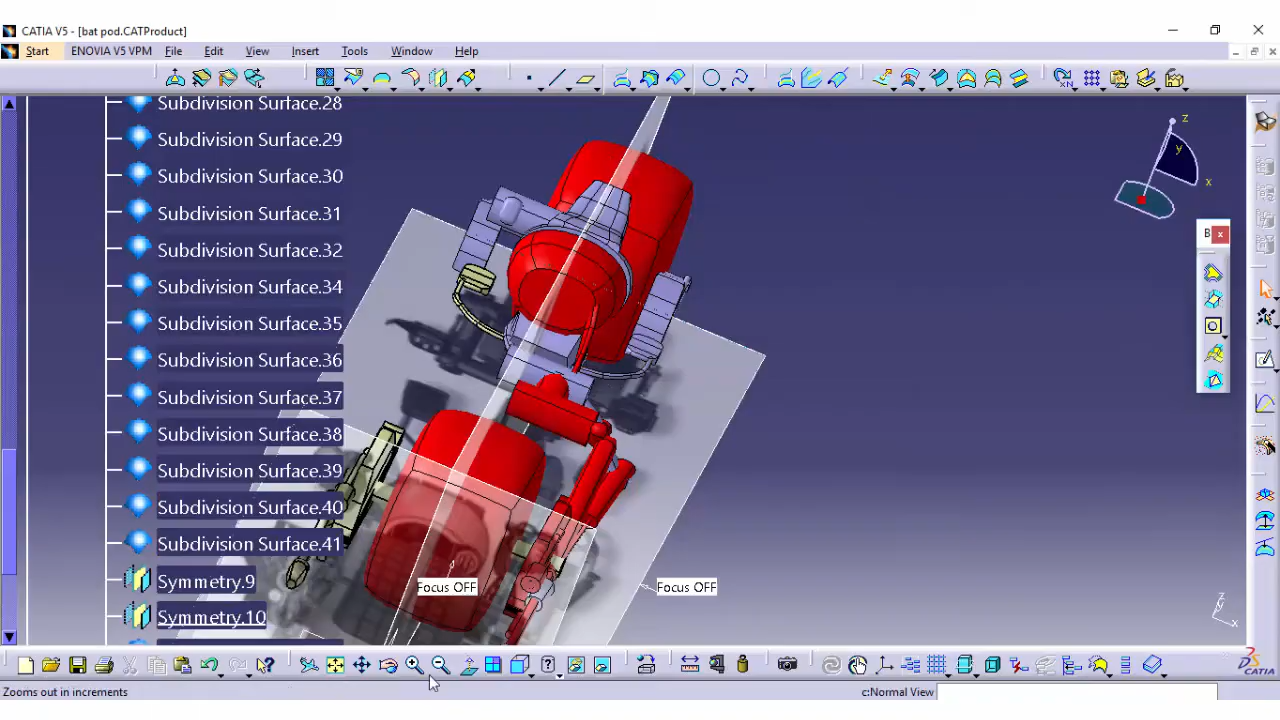 CATIA V5 - [bat pod.CATProduct]
Start ENOVIA V5 VPM File Edit View Insert Tools Window Help
Subdivision Surface.28
Subdivision Surface.29
Subdivision Surface.30
Subdivision Surface.31
Subdivision Surface.32
Subdivision Surface.34
Subdivision Surface.35
Subdivision Surface.36
Subdivision Surface.37
Subdivision Surface.38
Subdivision Surface.39
Subdivision Surface.40
Subdivision Surface.41
Symmetry.9
Symmetry.10
z
y
x
B
Focus OFF
Focus OFF
z
x
CATIA
Zooms out in increments
c:Normal View